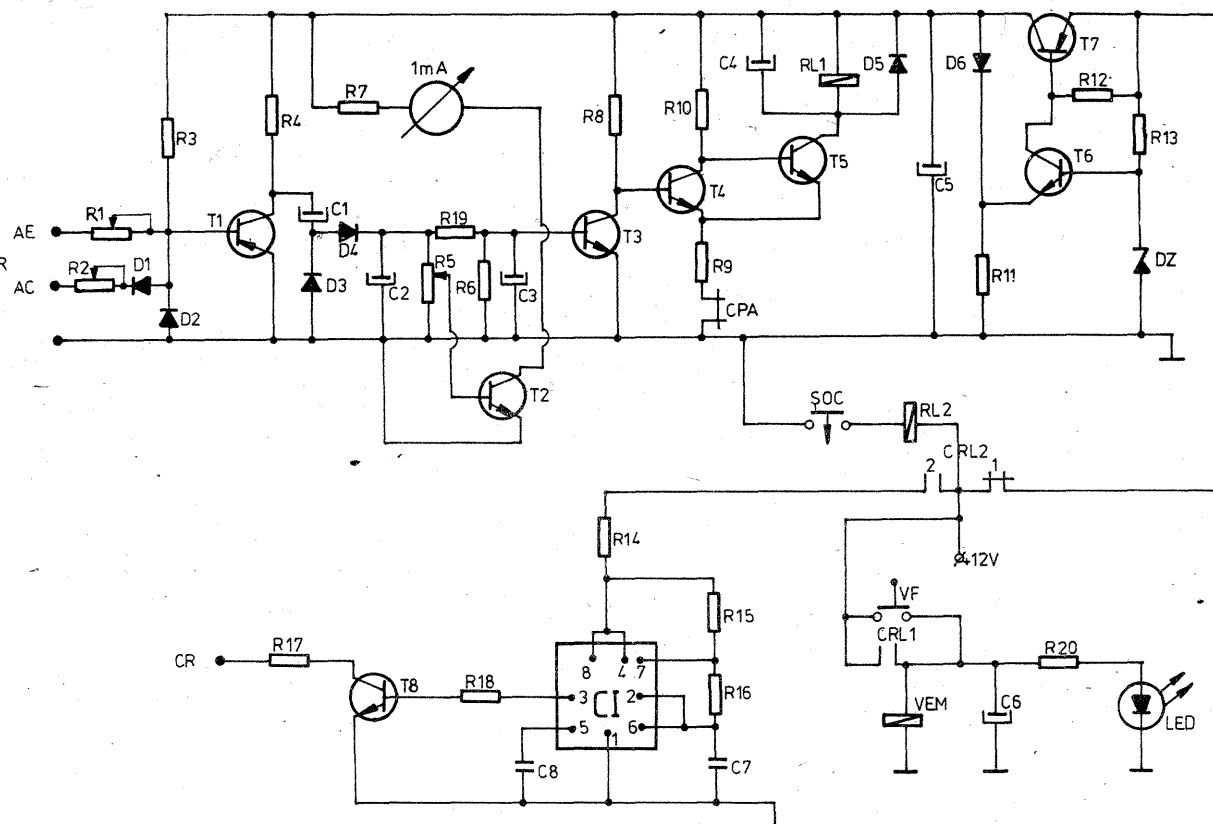 T7
1mA
C4
RL1
D5
D6
R7
R12
R4
R8
R10
R3
R13
T6
T5
C5
T4
R1
T1
C1
AE
R19
T3
D4
R
R2
D1
R5
R9
R11
DZ
AC
D3
C2
R6
C3
CPA
D2
T2
SOC
RL2
CRL2
2
1
R14
+12V
VF
R15
CRL1
R17
R20
CR
8
4
7
T8
R18
3
CI
2
R16
VEM
C6
LED
5
1
6
C8
C7